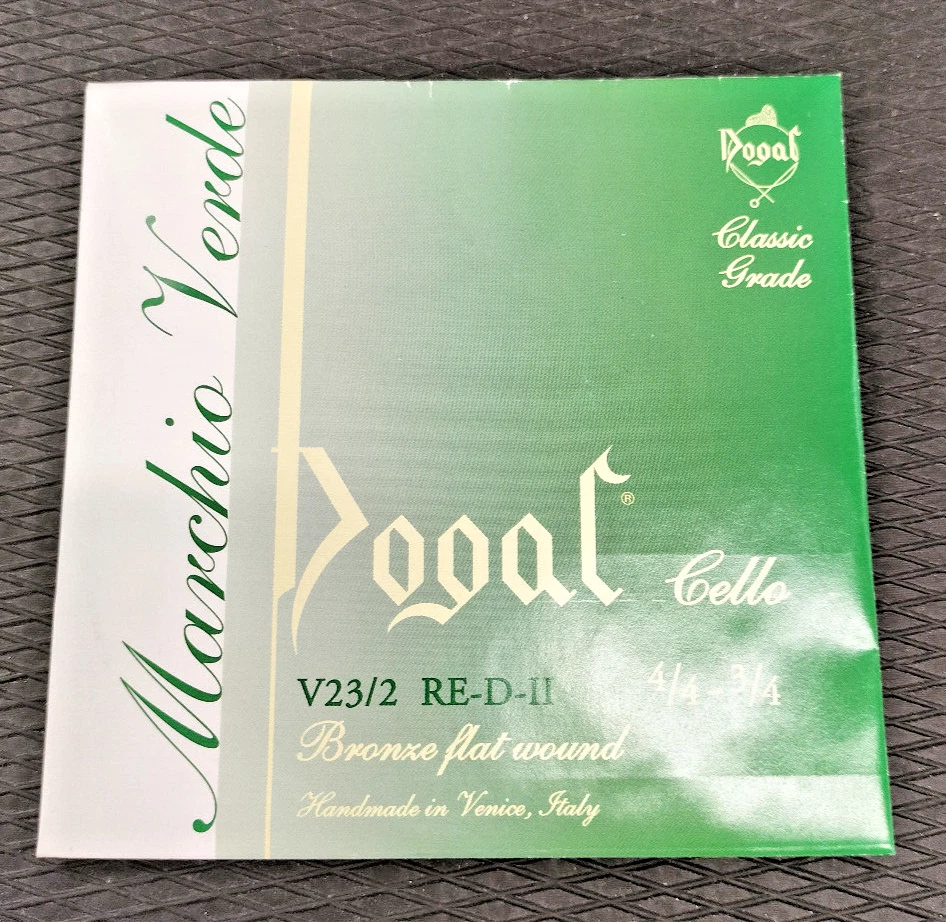 Marchio Verde
Dogal
Classic
Grade
Dogal®
Cello
V23/2 RE-D-II 4/4 3/4
Bronze flat wound
Handmade in Venice, Italy